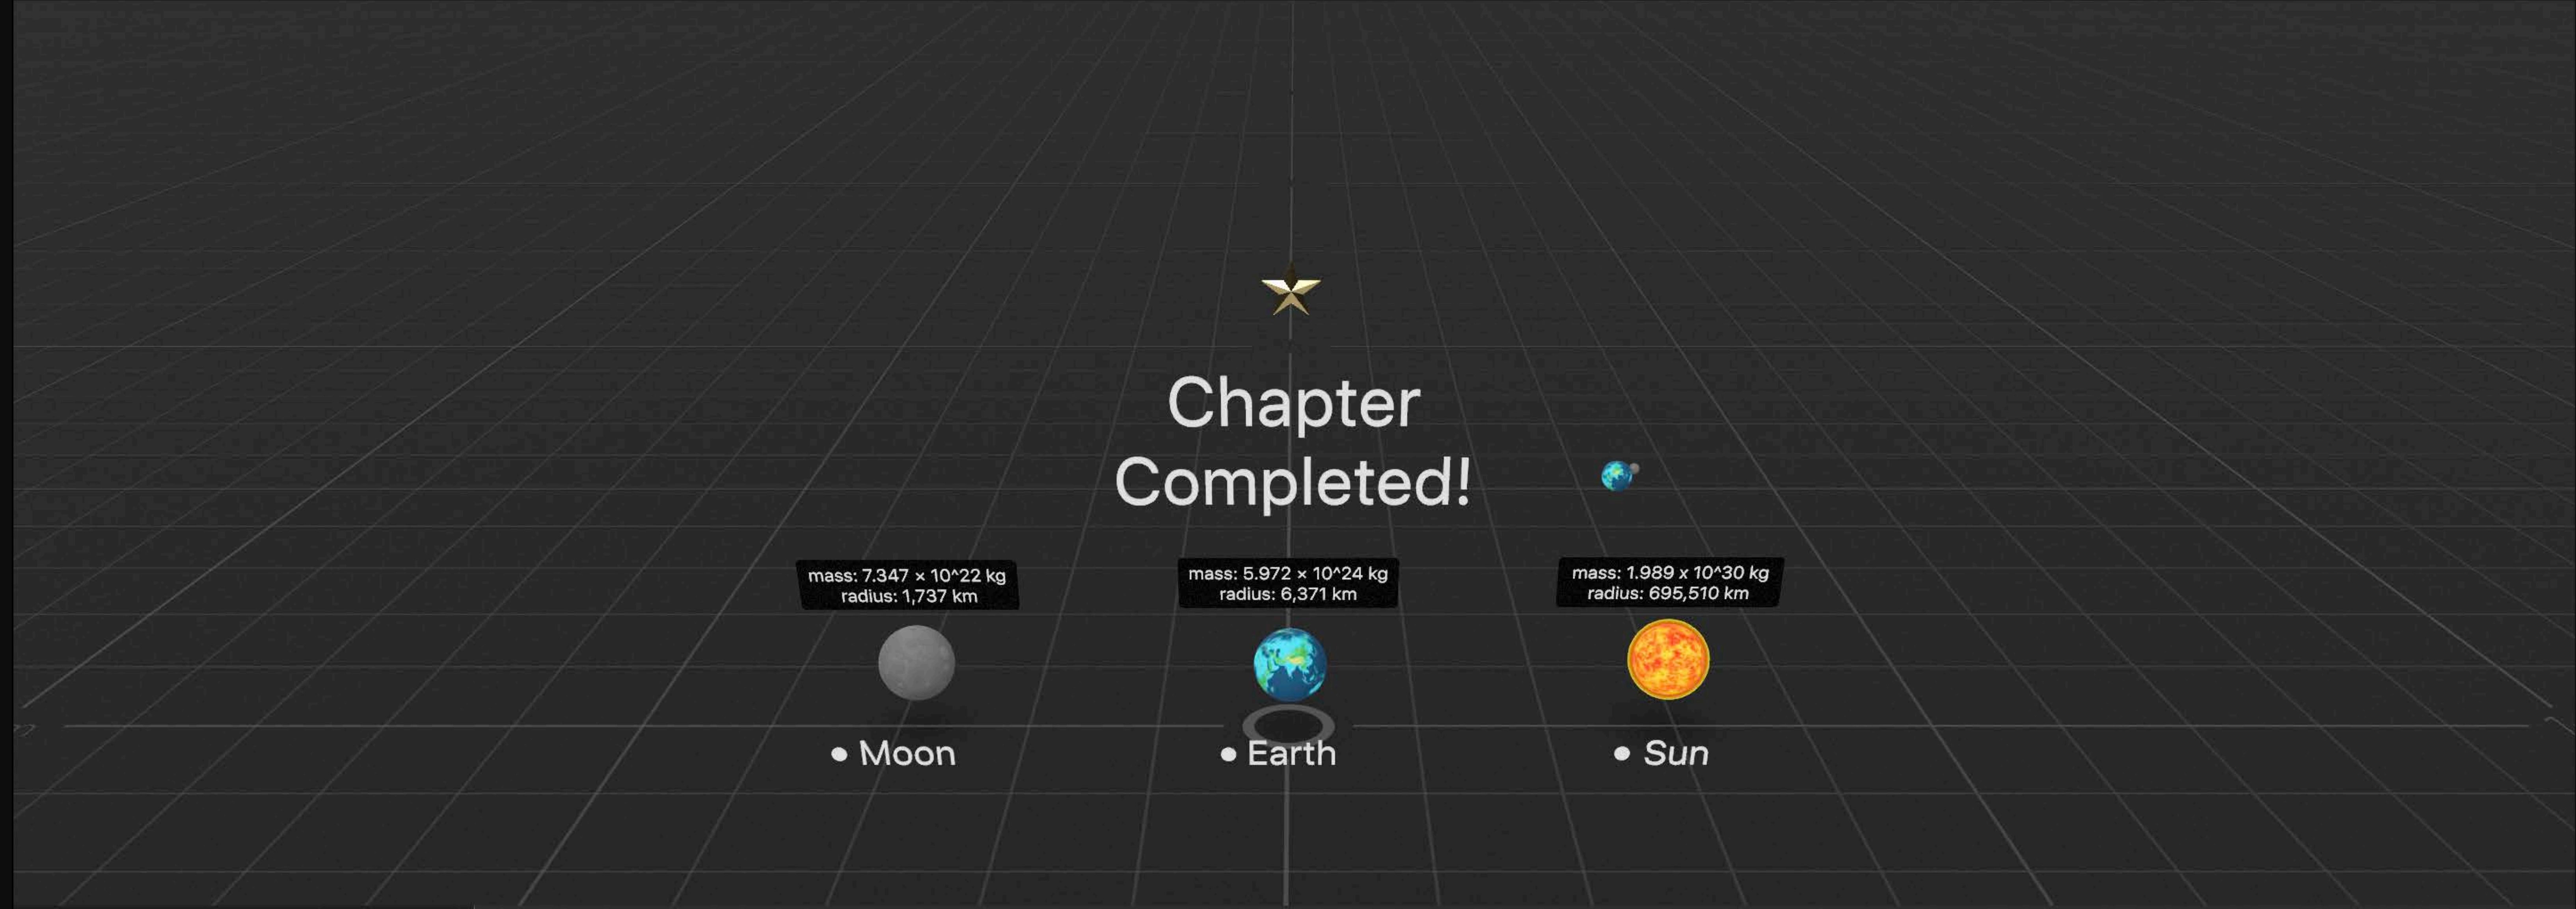 Chapter
Completed!
mass: 7.347 × 10^22 kg
radius: 1,737 km
mass: 5.972 × 10^24 kg
radius: 6,371 km
mass: 1.989 x 10^30 kg
radius: 695,510 km
• Moon
• Earth
• Sun